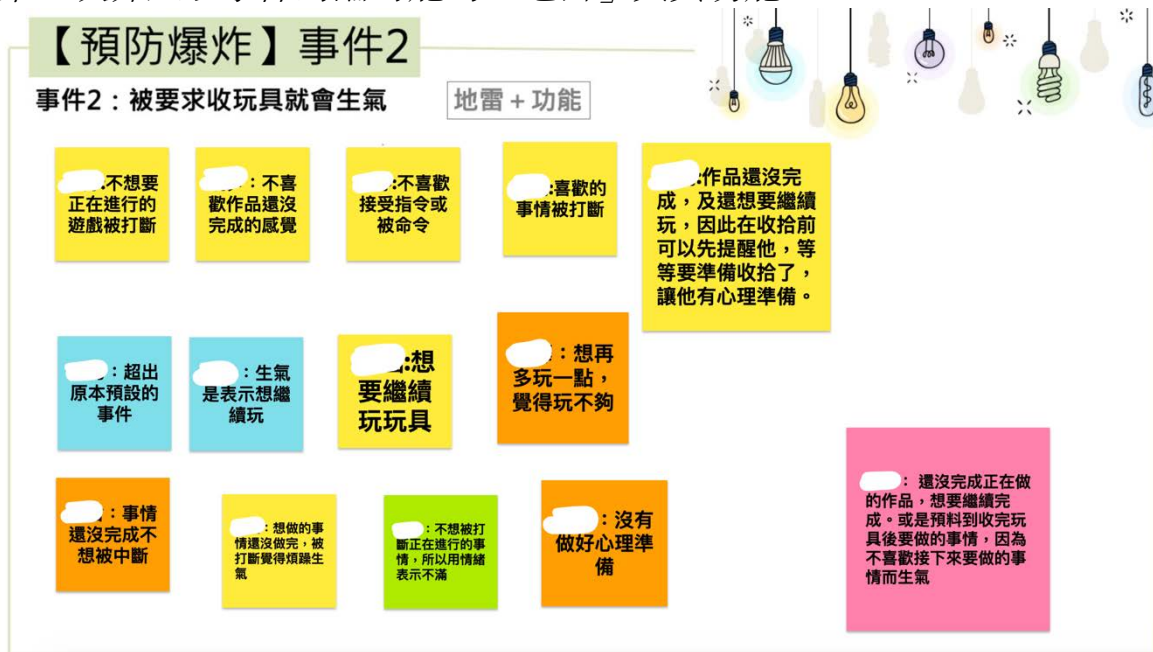 【預防爆炸】事件2
事件2：被要求收玩具就會生氣
地雷+功能
不想要
正在進行的
遊戲被打斷
：不喜
歡作品還沒
完成的感覺
:不喜歡
接受指令或
被命令
:喜歡的
事情被打斷
:作品還沒完
成，及還想要繼續
玩，因此在收拾前
可以先提醒他，等
等要準備收拾了，
讓他有心理準備。
：超出
原本預設的
事件
：生氣
是表示想繼
續玩
:想
要繼續
玩玩具
：想再
多玩一點，
覺得玩不夠
：事情
還沒完成不
想被中斷
：想做的事
情還沒做完，被
打斷覺得煩躁生
氣
：不想被打
斷正在進行的事
情，所以用情緒
表示不滿
：沒有
做好心理準
備
： 還沒完成正在做
的作品，想要繼續完
成。或是預料到收完玩
具後要做的事情，因為
不喜歡接下來要做的事
情而生氣